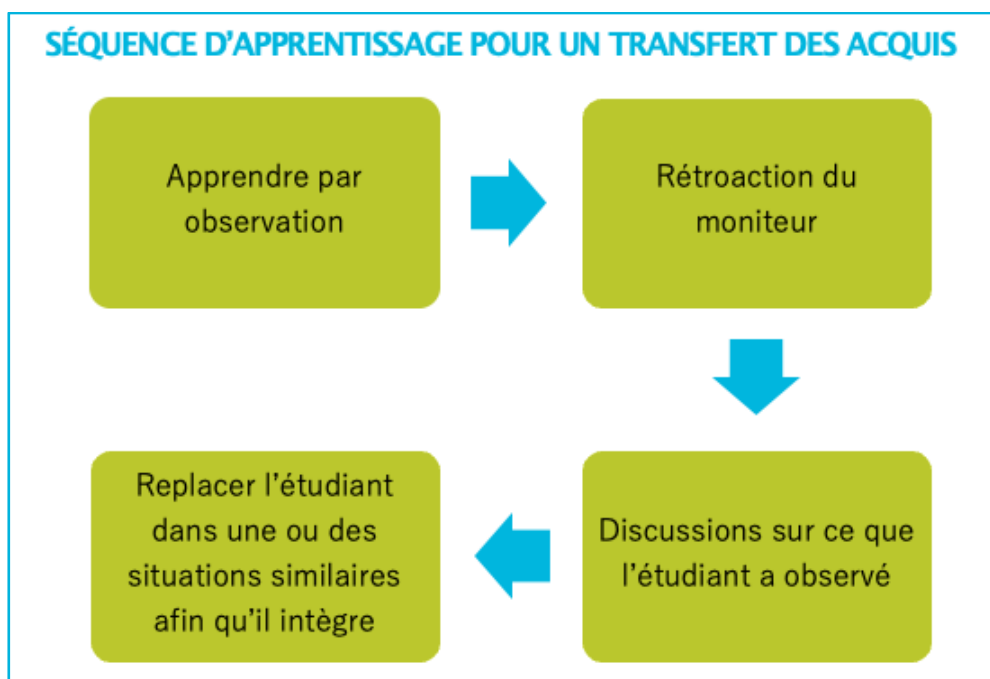 SÉQUENCE D’APPRENTISSAGE POUR UN TRANSFERT DES ACQUIS
Apprendre par
observation
Rétroaction du
moniteur
Discussions sur ce que
l’étudiant a observé
Replacer l’étudiant
dans une ou des
situations similaires
afin qu’il intègre